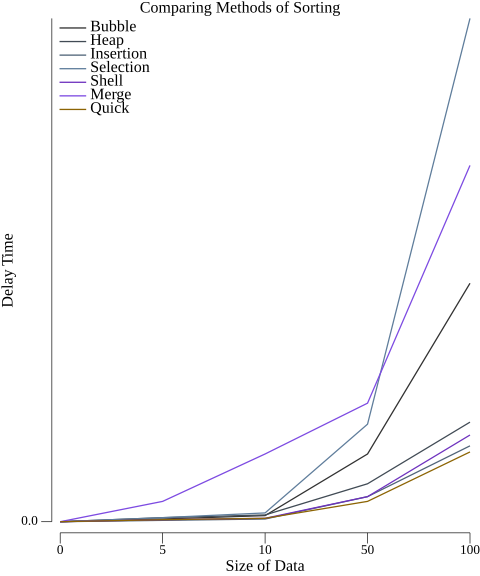 Comparing Methods of Sorting
Bubble
Heap
Insertion
Selection
Shell
Merge
Quick
Delay Time
0.0
0 5 10 50 100
Size of Data